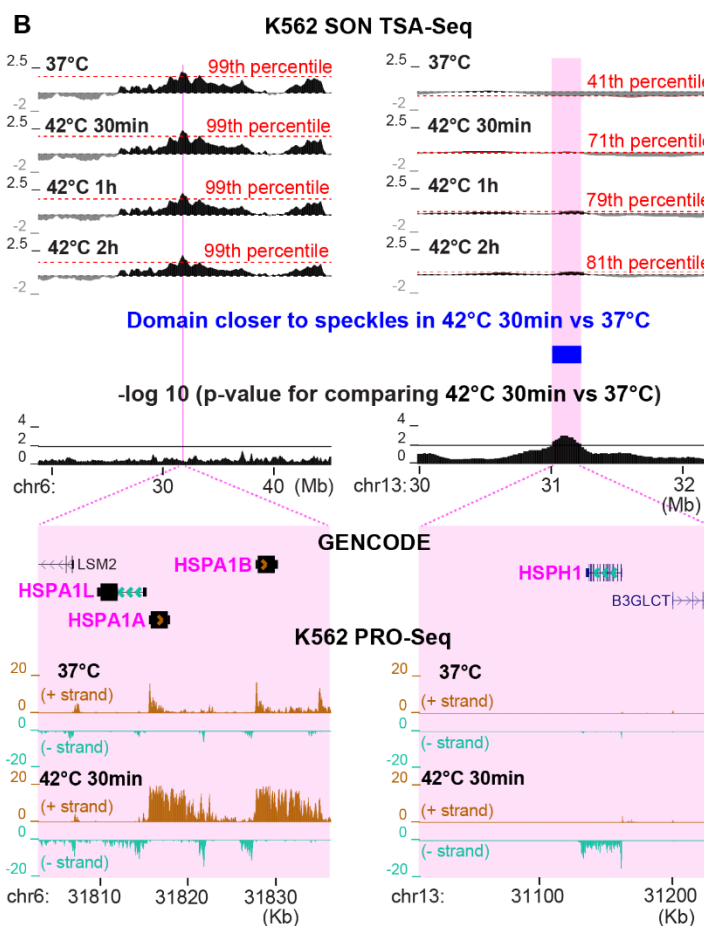 B
K562 SON TSA-Seq
37°C
2.5
-2
99th percentile
42°C 30min
2.5
-2
99th percentile
42°C 1h
2.5
-2
99th percentile
42°C 2h
2.5
-2
99th percentile
37°C
2.5
-2
41th percentile
42°C 30min
2.5
-2
71th percentile
42°C 1h
2.5
-2
79th percentile
42°C 2h
2.5
-2
81th percentile
Domain closer to speckles in 42°C 30min vs 37°C
-log 10 (p-value for comparing 42°C 30min vs 37°C)
4
2
0
chr6: 30 40 (Mb)
4
2
0
chr13: 30 31 32
(Mb)
GENCODE
LSM2
HSPA1B
HSPA1L
HSPA1A
HSPH1
B3GLCT
K562 PRO-Seq
37°C
20
(+ strand)
0
0
(- strand)
-20
42°C 30min
20
(+ strand)
0
0
(- strand)
-20
chr6: 31810 31820 31830
(Kb)
37°C
20
(+ strand)
0
0
(- strand)
-20
42°C 30min
20
(+ strand)
0
0
(- strand)
-20
chr13: 31100 31200
(Kb)